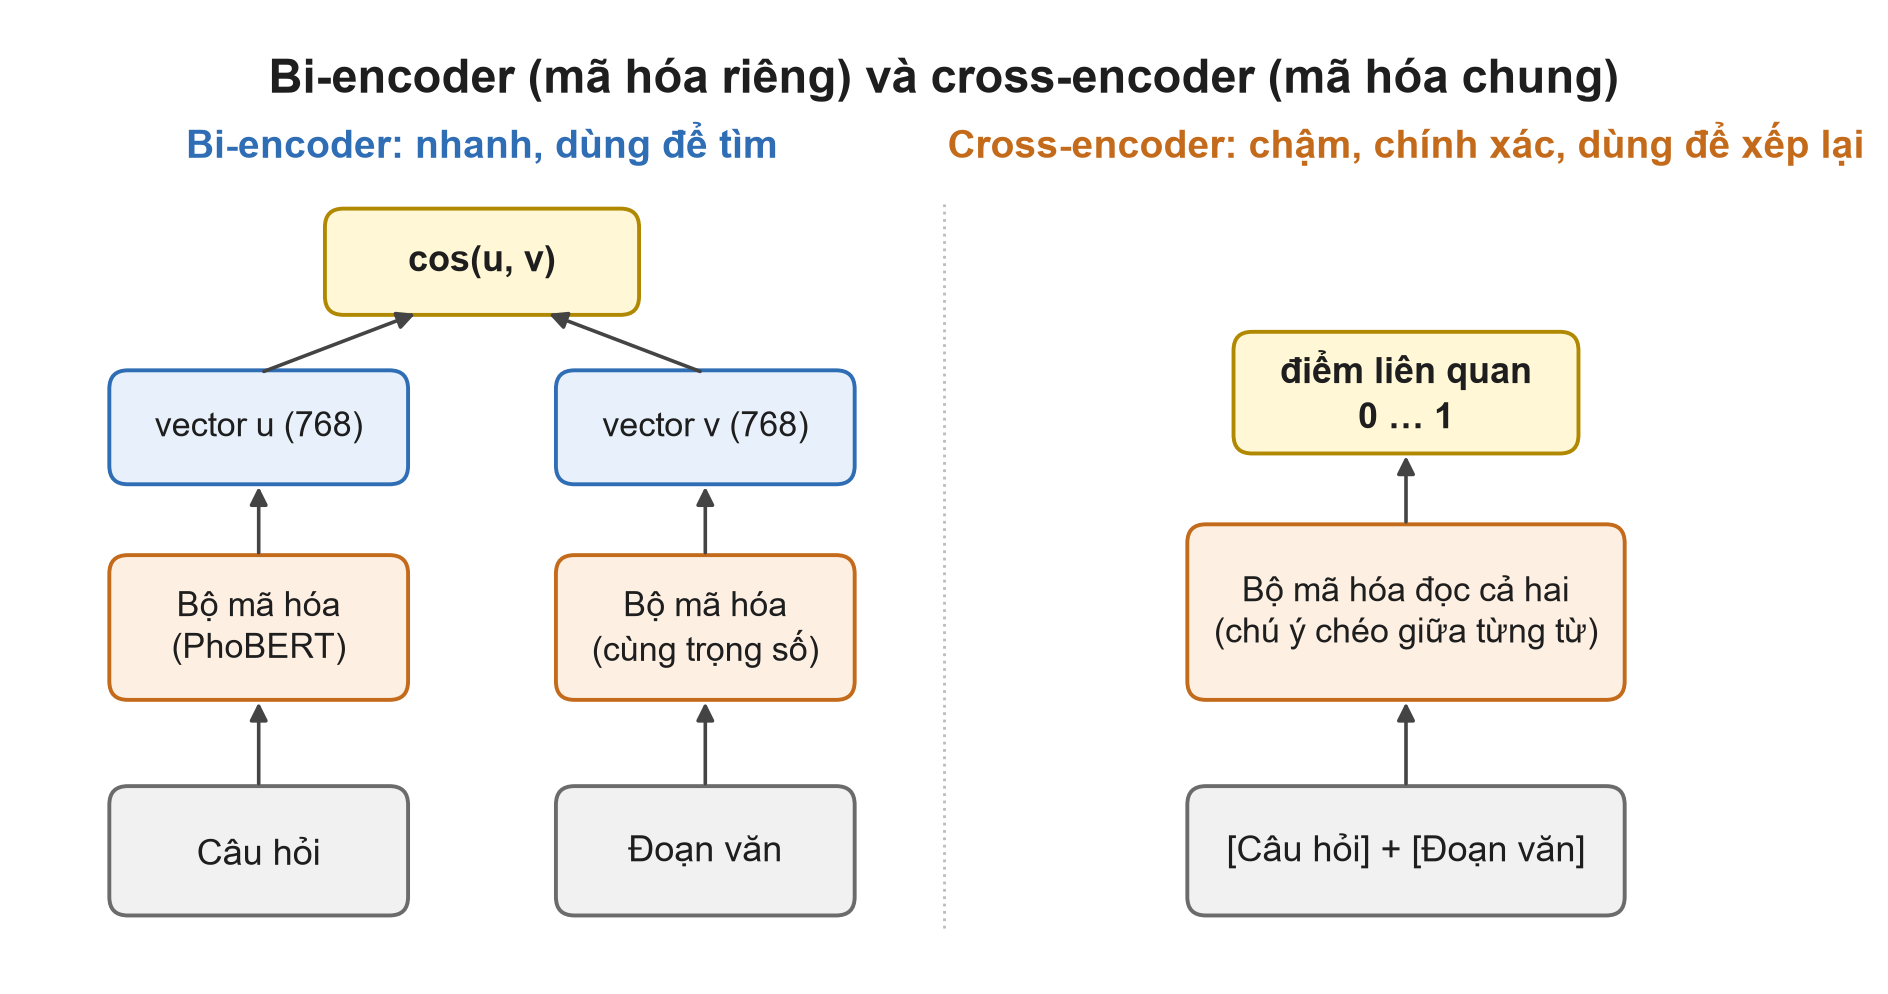 Bi-encoder (mã hóa riêng) và cross-encoder (mã hóa chung)
Bi-encoder: nhanh, dùng để tìm
cos(u, v)
vector u (768)
vector v (768)
Bộ mã hóa
(PhoBERT)
Bộ mã hóa
(cùng trọng số)
Câu hỏi
Đoạn văn
Cross-encoder: chậm, chính xác, dùng để xếp lại
điểm liên quan
0 … 1
Bộ mã hóa đọc cả hai
(chú ý chéo giữa từng từ)
[Câu hỏi] + [Đoạn văn]